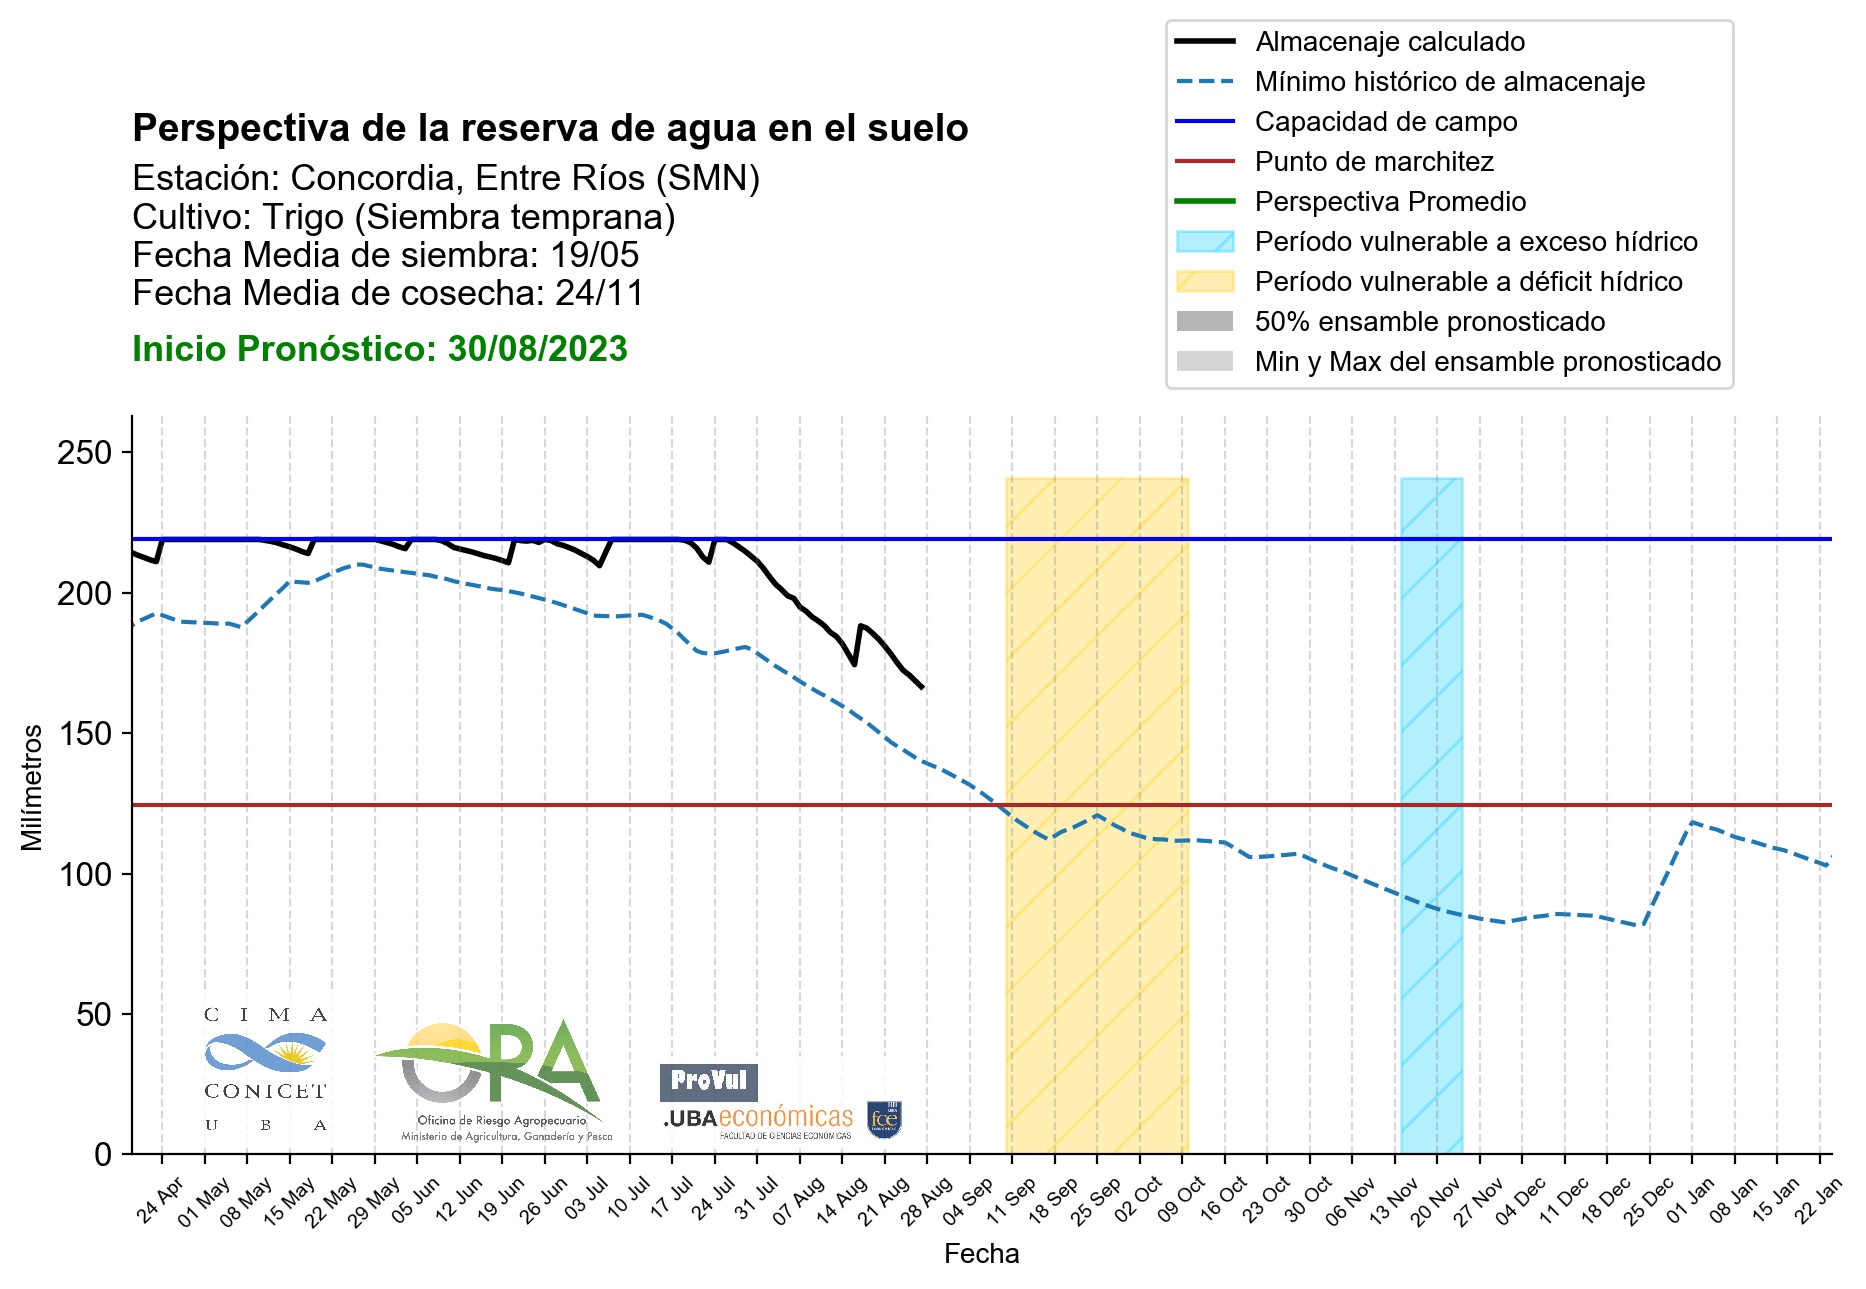 Almacenaje calculado
Mínimo histórico de almacenaje
Capacidad de campo
Punto de marchitez
Perspectiva Promedio
Período vulnerable a exceso hídrico
Período vulnerable a déficit hídrico
50% ensamble pronosticado
Min y Max del ensamble pronosticado
Perspectiva de la reserva de agua en el suelo
Estación: Concordia, Entre Ríos (SMN)
Cultivo: Trigo (Siembra temprana)
Fecha Media de siembra: 19/05
Fecha Media de cosecha: 24/11
Inicio Pronóstico: 30/08/2023
250
200
150
100
50
0
Milímetros
C I M A
CONICET
U B A
OPA
Oficina de Riesgo Agropecuario
Ministerio de Agricultura, Ganadería y Pesca
ProVul
.UBAeconómicas
FACULTAD DE CIENCIAS ECONÓMICAS
fce
24 Apr 01 May 08 May 15 May 22 May 29 May 05 Jun 12 Jun 19 Jun 26 Jun 03 Jul 10 Jul 17 Jul 24 Jul 31 Jul 07 Aug 14 Aug 21 Aug 28 Aug 04 Sep 11 Sep 18 Sep 25 Sep 02 Oct 09 Oct 16 Oct 23 Oct 30 Oct 06 Nov 13 Nov 20 Nov 27 Nov 04 Dec 11 Dec 18 Dec 25 Dec 01 Jan 08 Jan 15 Jan 22 Jan
Fecha